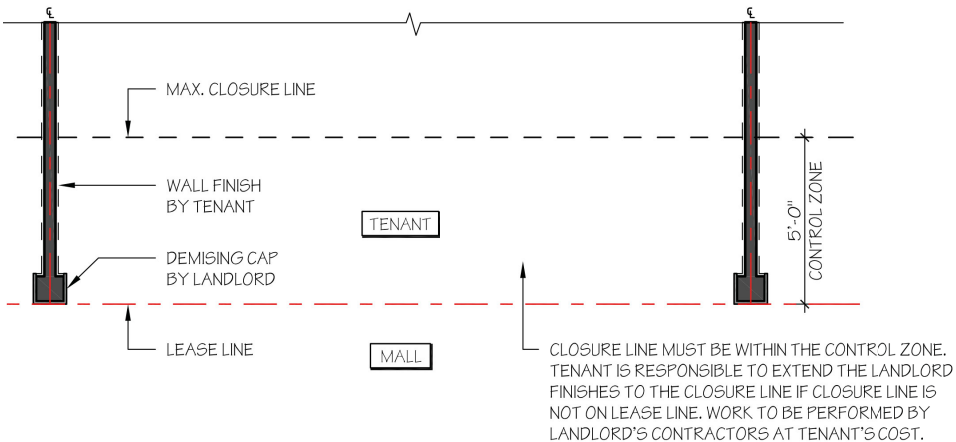 ℄
℄
MAX. CLOSURE LINE
WALL FINISH
BY TENANT
TENANT
5'-0"
CONTROL ZONE
DEMISING CAP
BY LANDLORD
LEASE LINE
MALL
CLOSURE LINE MUST BE WITHIN THE CONTROL ZONE.
TENANT IS RESPONSIBLE TO EXTEND THE LANDLORD
FINISHES TO THE CLOSURE LINE IF CLOSURE LINE IS
NOT ON LEASE LINE. WORK TO BE PERFORMED BY
LANDLORD'S CONTRACTORS AT TENANT'S COST.